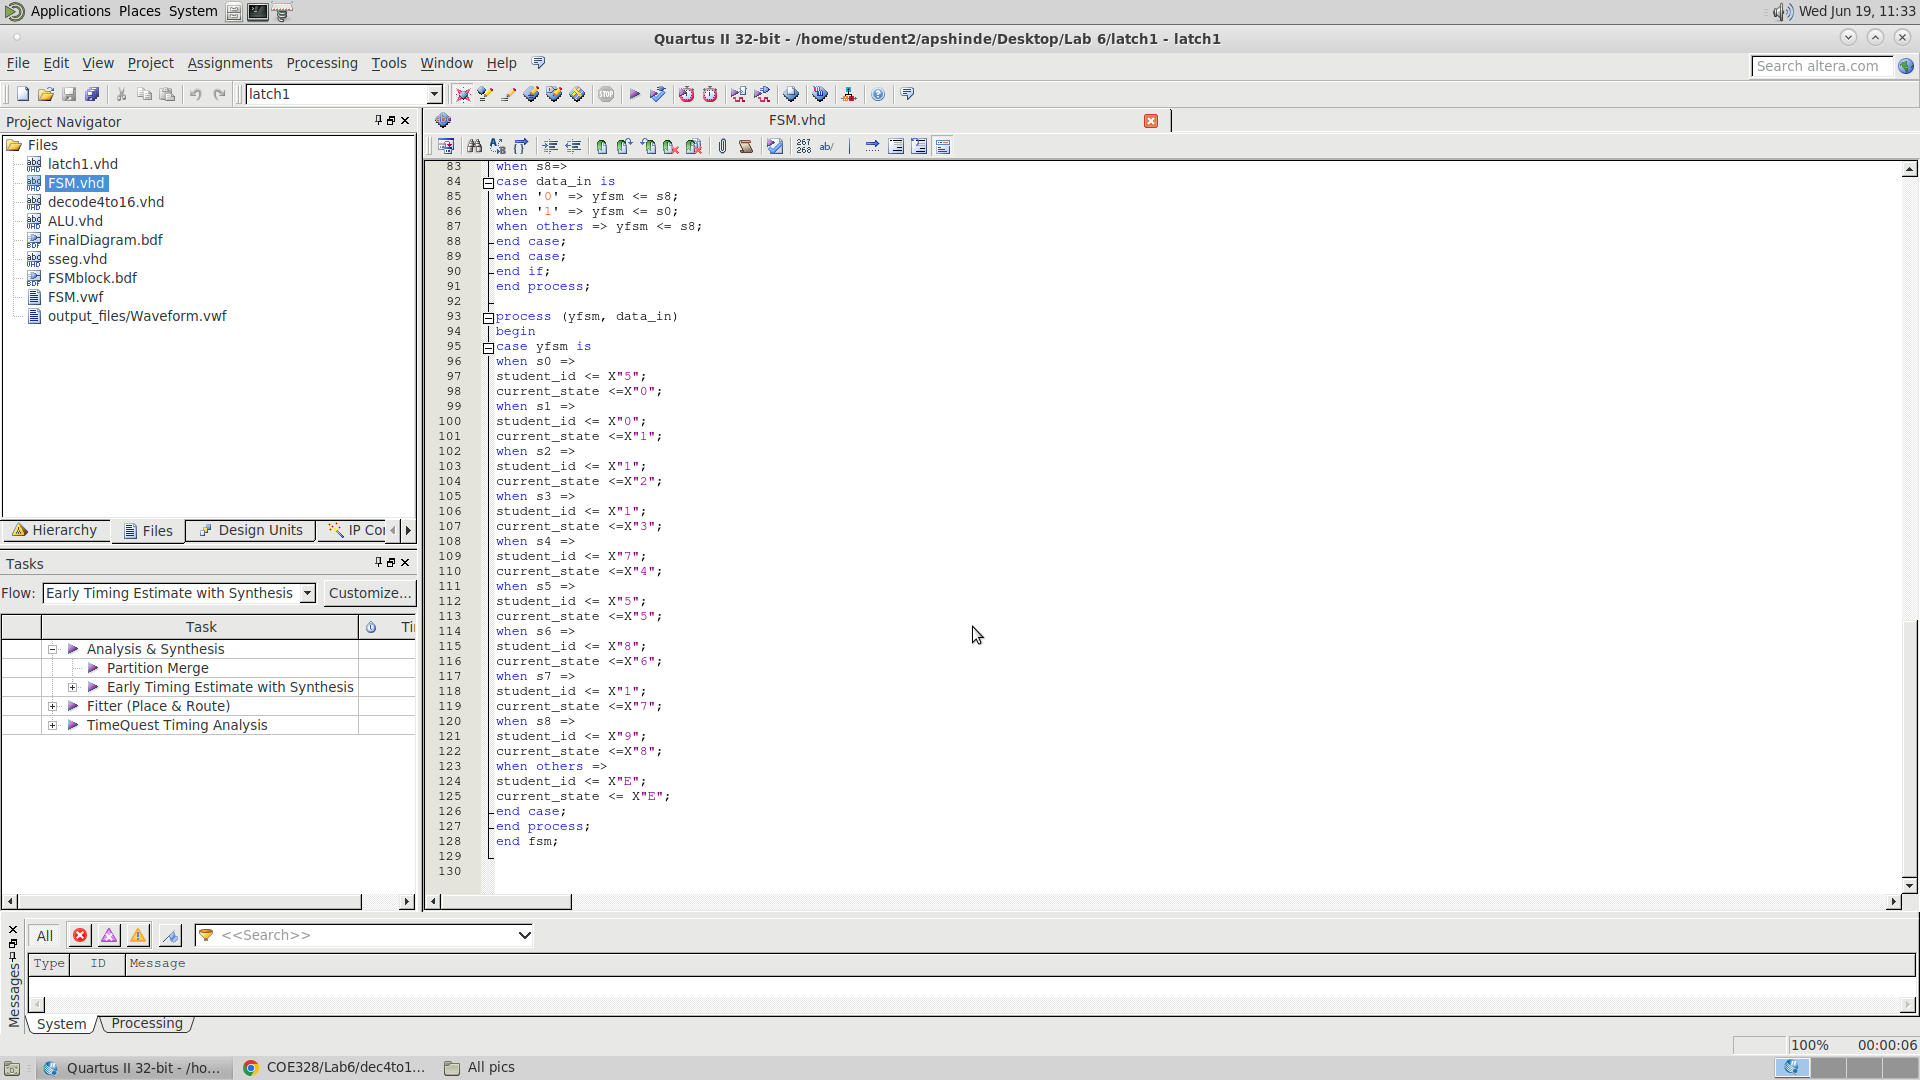 Applications Places System
Wed Jun 19, 11:33
Quartus II 32-bit - /home/student2/apshinde/Desktop/Lab 6/latch1 - latch1
File Edit View Project Assignments Processing Tools Window Help
Search altera.com
latch1
Project Navigator
Files
latch1.vhd
FSM.vhd
decode4to16.vhd
ALU.vhd
FinalDiagram.bdf
sseg.vhd
FSMblock.bdf
FSM.vwf
output_files/Waveform.vwf
Hierarchy Files Design Units IP Co
Tasks
Flow: Early Timing Estimate with Synthesis Customize...
Task Ti
Analysis & Synthesis
Partition Merge
Early Timing Estimate with Synthesis
Fitter (Place & Route)
TimeQuest Timing Analysis
FSM.vhd
267
268 ab/
83 when s8=>
84 case data_in is
85 when '0' => yfsm <= s8;
86 when '1' => yfsm <= s0;
87 when others => yfsm <= s8;
88 end case;
89 end case;
90 end if;
91 end process;
92
93 process (yfsm, data_in)
94 begin
95 case yfsm is
96 when s0 =>
97 student_id <= X"5";
98 current_state <=X"0";
99 when s1 =>
100 student_id <= X"0";
101 current_state <=X"1";
102 when s2 =>
103 student_id <= X"1";
104 current_state <=X"2";
105 when s3 =>
106 student_id <= X"1";
107 current_state <=X"3";
108 when s4 =>
109 student_id <= X"7";
110 current_state <=X"4";
111 when s5 =>
112 student_id <= X"5";
113 current_state <=X"5";
114 when s6 =>
115 student_id <= X"8";
116 current_state <=X"6";
117 when s7 =>
118 student_id <= X"1";
119 current_state <=X"7";
120 when s8 =>
121 student_id <= X"9";
122 current_state <=X"8";
123 when others =>
124 student_id <= X"E";
125 current_state <= X"E";
126 end case;
127 end process;
128 end fsm;
129
130
All <<Search>>
Type ID Message
Messages
System Processing
100% 00:00:06
Quartus II 32-bit - /ho... COE328/Lab6/dec4to1... All pics